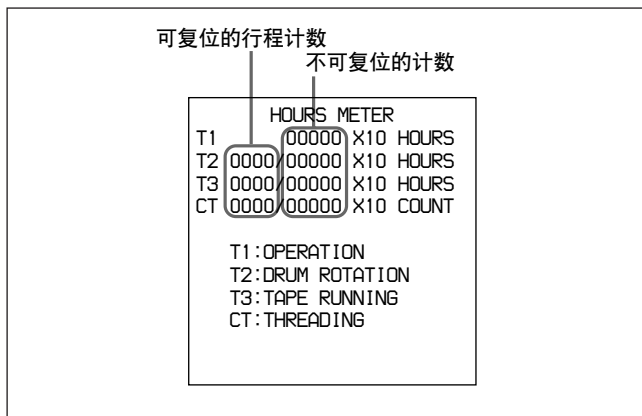 可复位的行程计数
不可复位的计数
HOURS METER
T1 00000 X10 HOURS
T2 0000/00000 X10 HOURS
T3 0000/00000 X10 HOURS
CT 0000/00000 X10 COUNT
T1:OPERATION
T2:DRUM ROTATION
T3:TAPE RUNNING
CT:THREADING